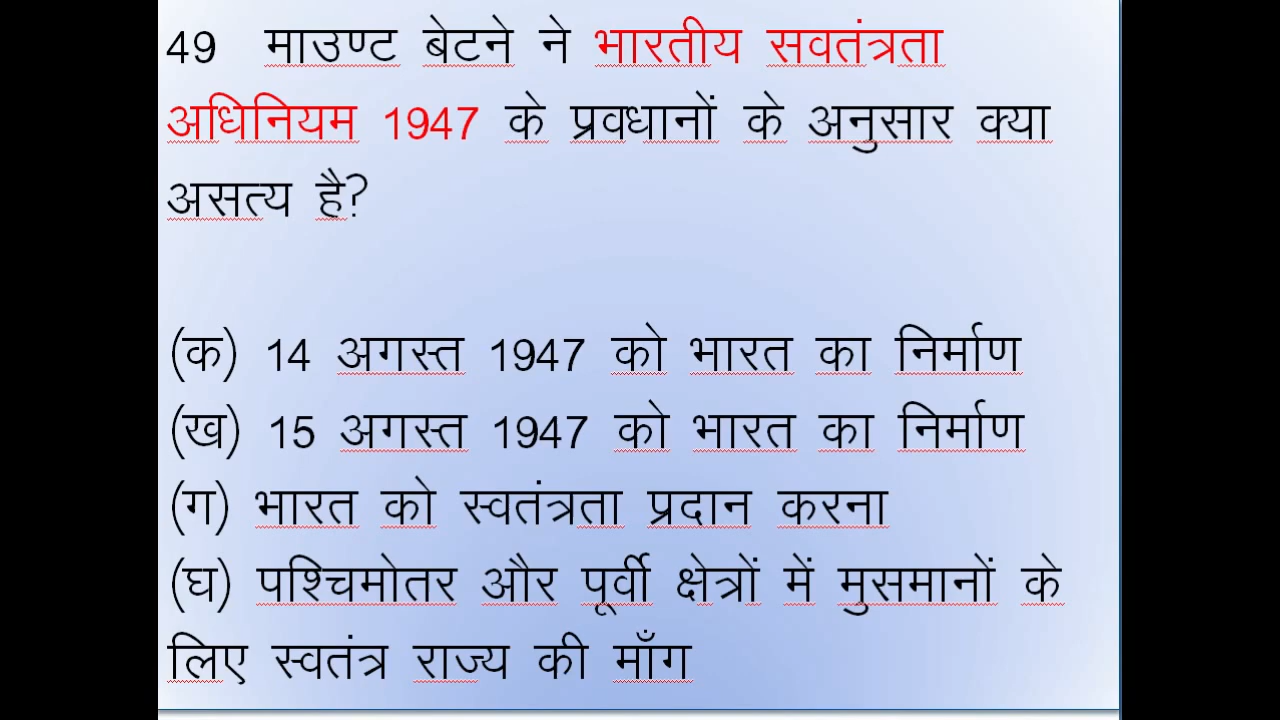 49 माउण्ट बेटने ने भारतीय सवतंत्रता
अधिनियम 1947 के प्रवधानों के अनुसार क्या
असत्य है?
(क) 14 अगस्त 1947 को भारत का निर्माण
(ख) 15 अगस्त 1947 को भारत का निर्माण
(ग) भारत को स्वतंत्रता प्रदान करना
(घ) पश्चिमोतर और पूर्वी क्षेत्रों में मुसमानों के
लिए स्वतंत्र राज्य की माँग